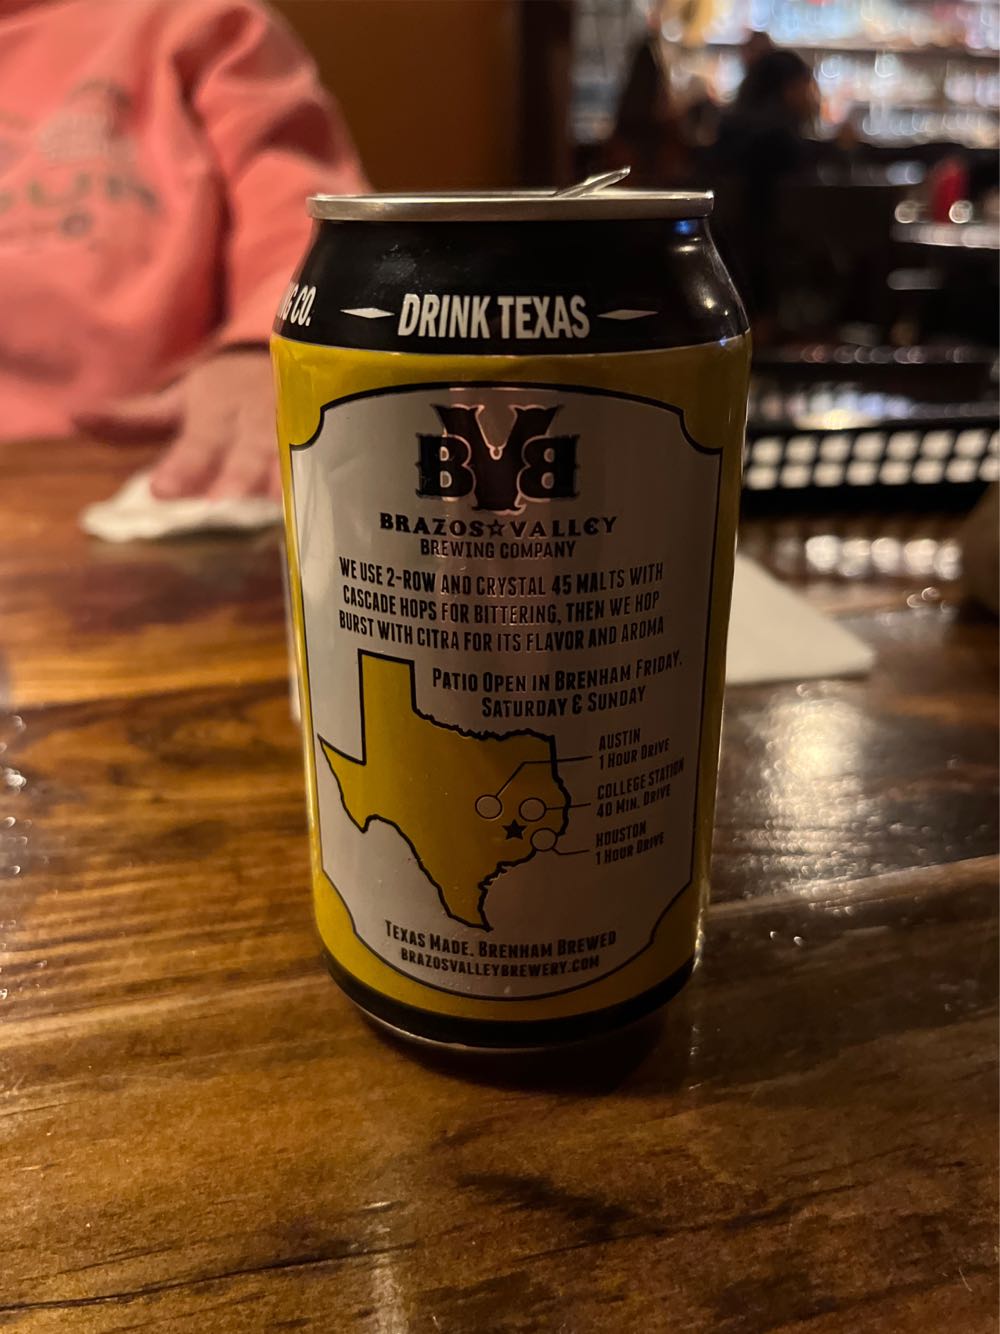 G CO.
DRINK TEXAS
BVB
BRAZOS☆VALLEY
BREWING COMPANY
WE USE 2-ROW AND CRYSTAL 45 MALTS WITH
CASCADE HOPS FOR BITTERING, THEN WE HOP
BURST WITH CITRA FOR ITS FLAVOR AND AROMA
PATIO OPEN IN BRENHAM FRIDAY,
SATURDAY & SUNDAY
AUSTIN
1 HOUR DRIVE
COLLEGE STATION
40 MIN. DRIVE
HOUSTON
1 HOUR DRIVE
TEXAS MADE. BRENHAM BREWED
BRAZOSVALLEYBREWERY.COM